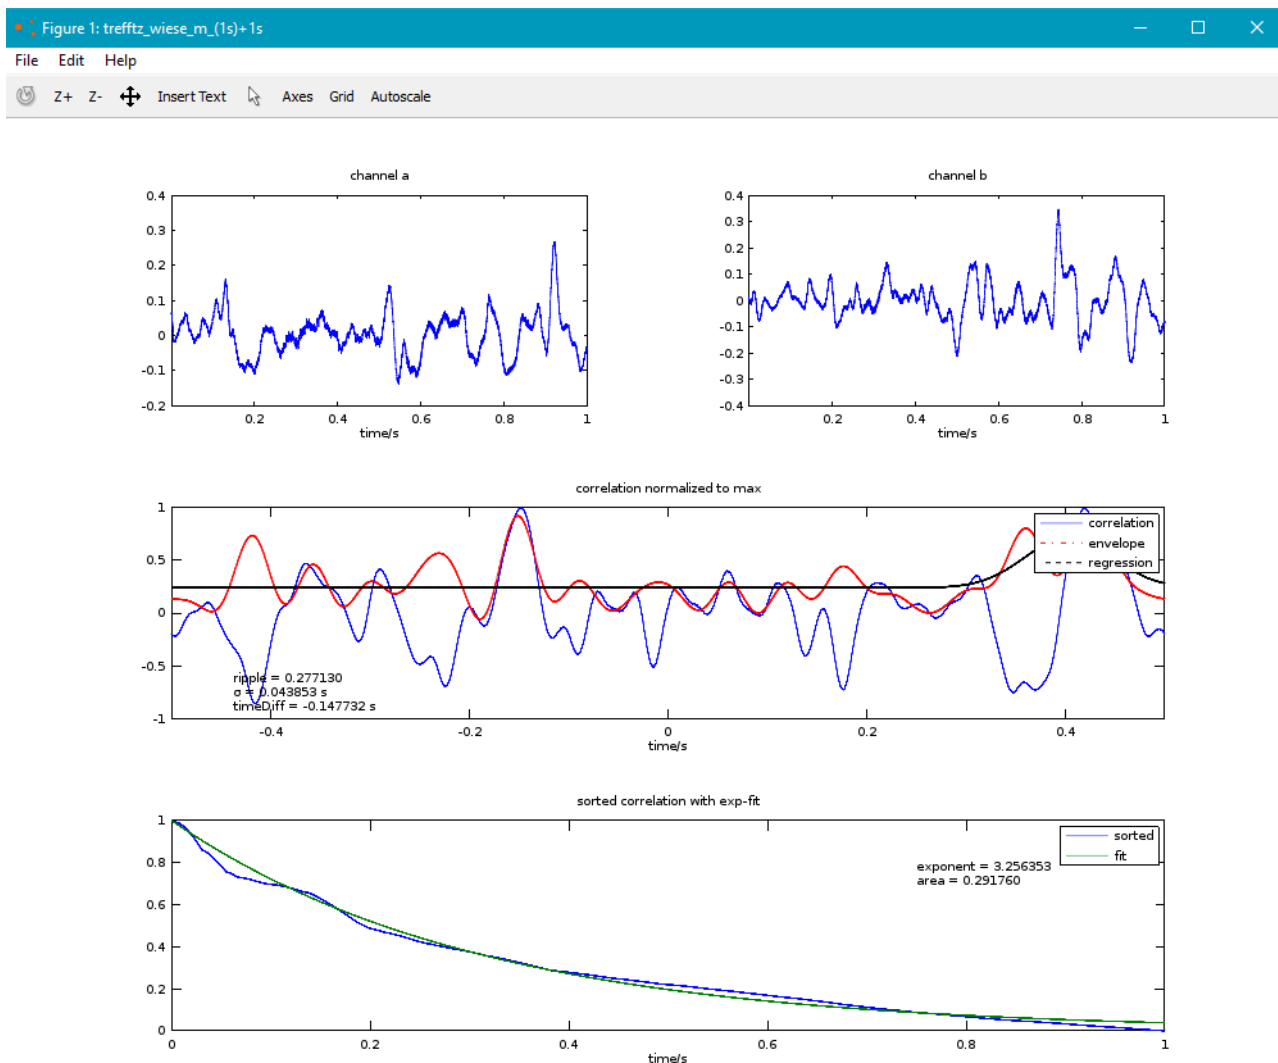 Figure 1: trefftz_wiese_m_(1s)+1s
File Edit Help
Z+ Z- Insert Text Axes Grid Autoscale
channel a
0.4
0.3
0.2
0.1
0
-0.1
-0.2
0.2 0.4 0.6 0.8 1
time/s
channel b
0.4
0.3
0.2
0.1
0
-0.1
-0.2
-0.3
-0.4
0.2 0.4 0.6 0.8 1
time/s
correlation normalized to max
1
0.5
0
-0.5
-1
correlation
envelope
regression
ripple = 0.277130
σ = 0.043853 s
timeDiff = -0.147732 s
-0.4 -0.2 0 0.2 0.4
time/s
sorted correlation with exp-fit
1
0.8
0.6
0.4
0.2
0
sorted
fit
exponent = 3.256353
area = 0.291760
0 0.2 0.4 0.6 0.8 1
time/s